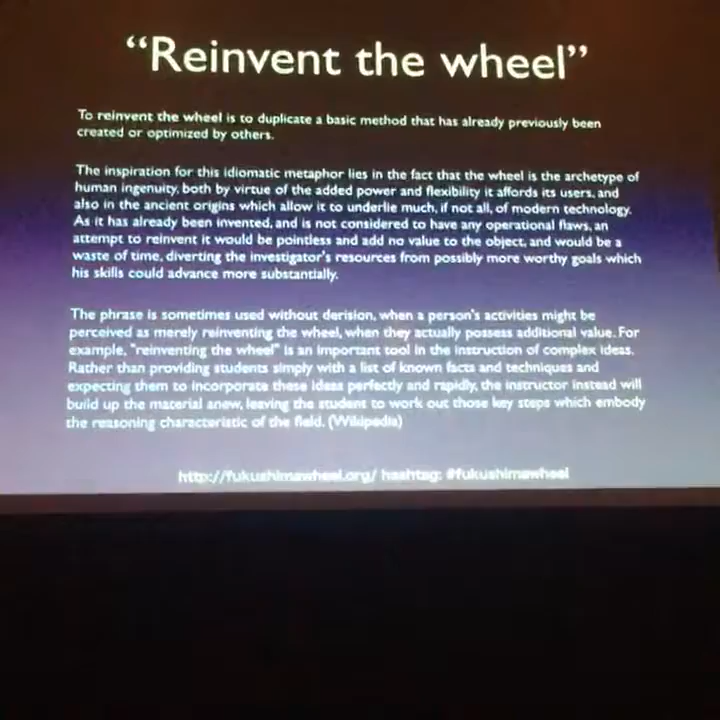 “Reinvent the wheel”
To reinvent the wheel is to duplicate a basic method that has already previously been
created or optimized by others.
The inspiration for this idiomatic metaphor lies in the fact that the wheel is the archetype of
human ingenuity, both by virtue of the added power and flexibility it affords its users, and
also in the ancient origins which allow it to underlie much, if not all, of modern technology.
As it has already been invented, and is not considered to have any operational flaws, an
attempt to reinvent it would be pointless and add no value to the object, and would be a
waste of time, diverting the investigator's resources from possibly more worthy goals which
his skills could advance more substantially.
The phrase is sometimes used without derision, when a person's activities might be
perceived as merely reinventing the wheel, when they actually possess additional value. For
example, "reinventing the wheel" is an important tool in the instruction of complex ideas.
Rather than providing students simply with a list of known facts and techniques and
expecting them to incorporate these ideas perfectly and rapidly, the instructor instead will
build up the material anew, leaving the student to work out those key steps which embody
the reasoning characteristic of the field. (Wikipedia)
http://fukushimawheel.org/ hashtag: #fukushimawheel